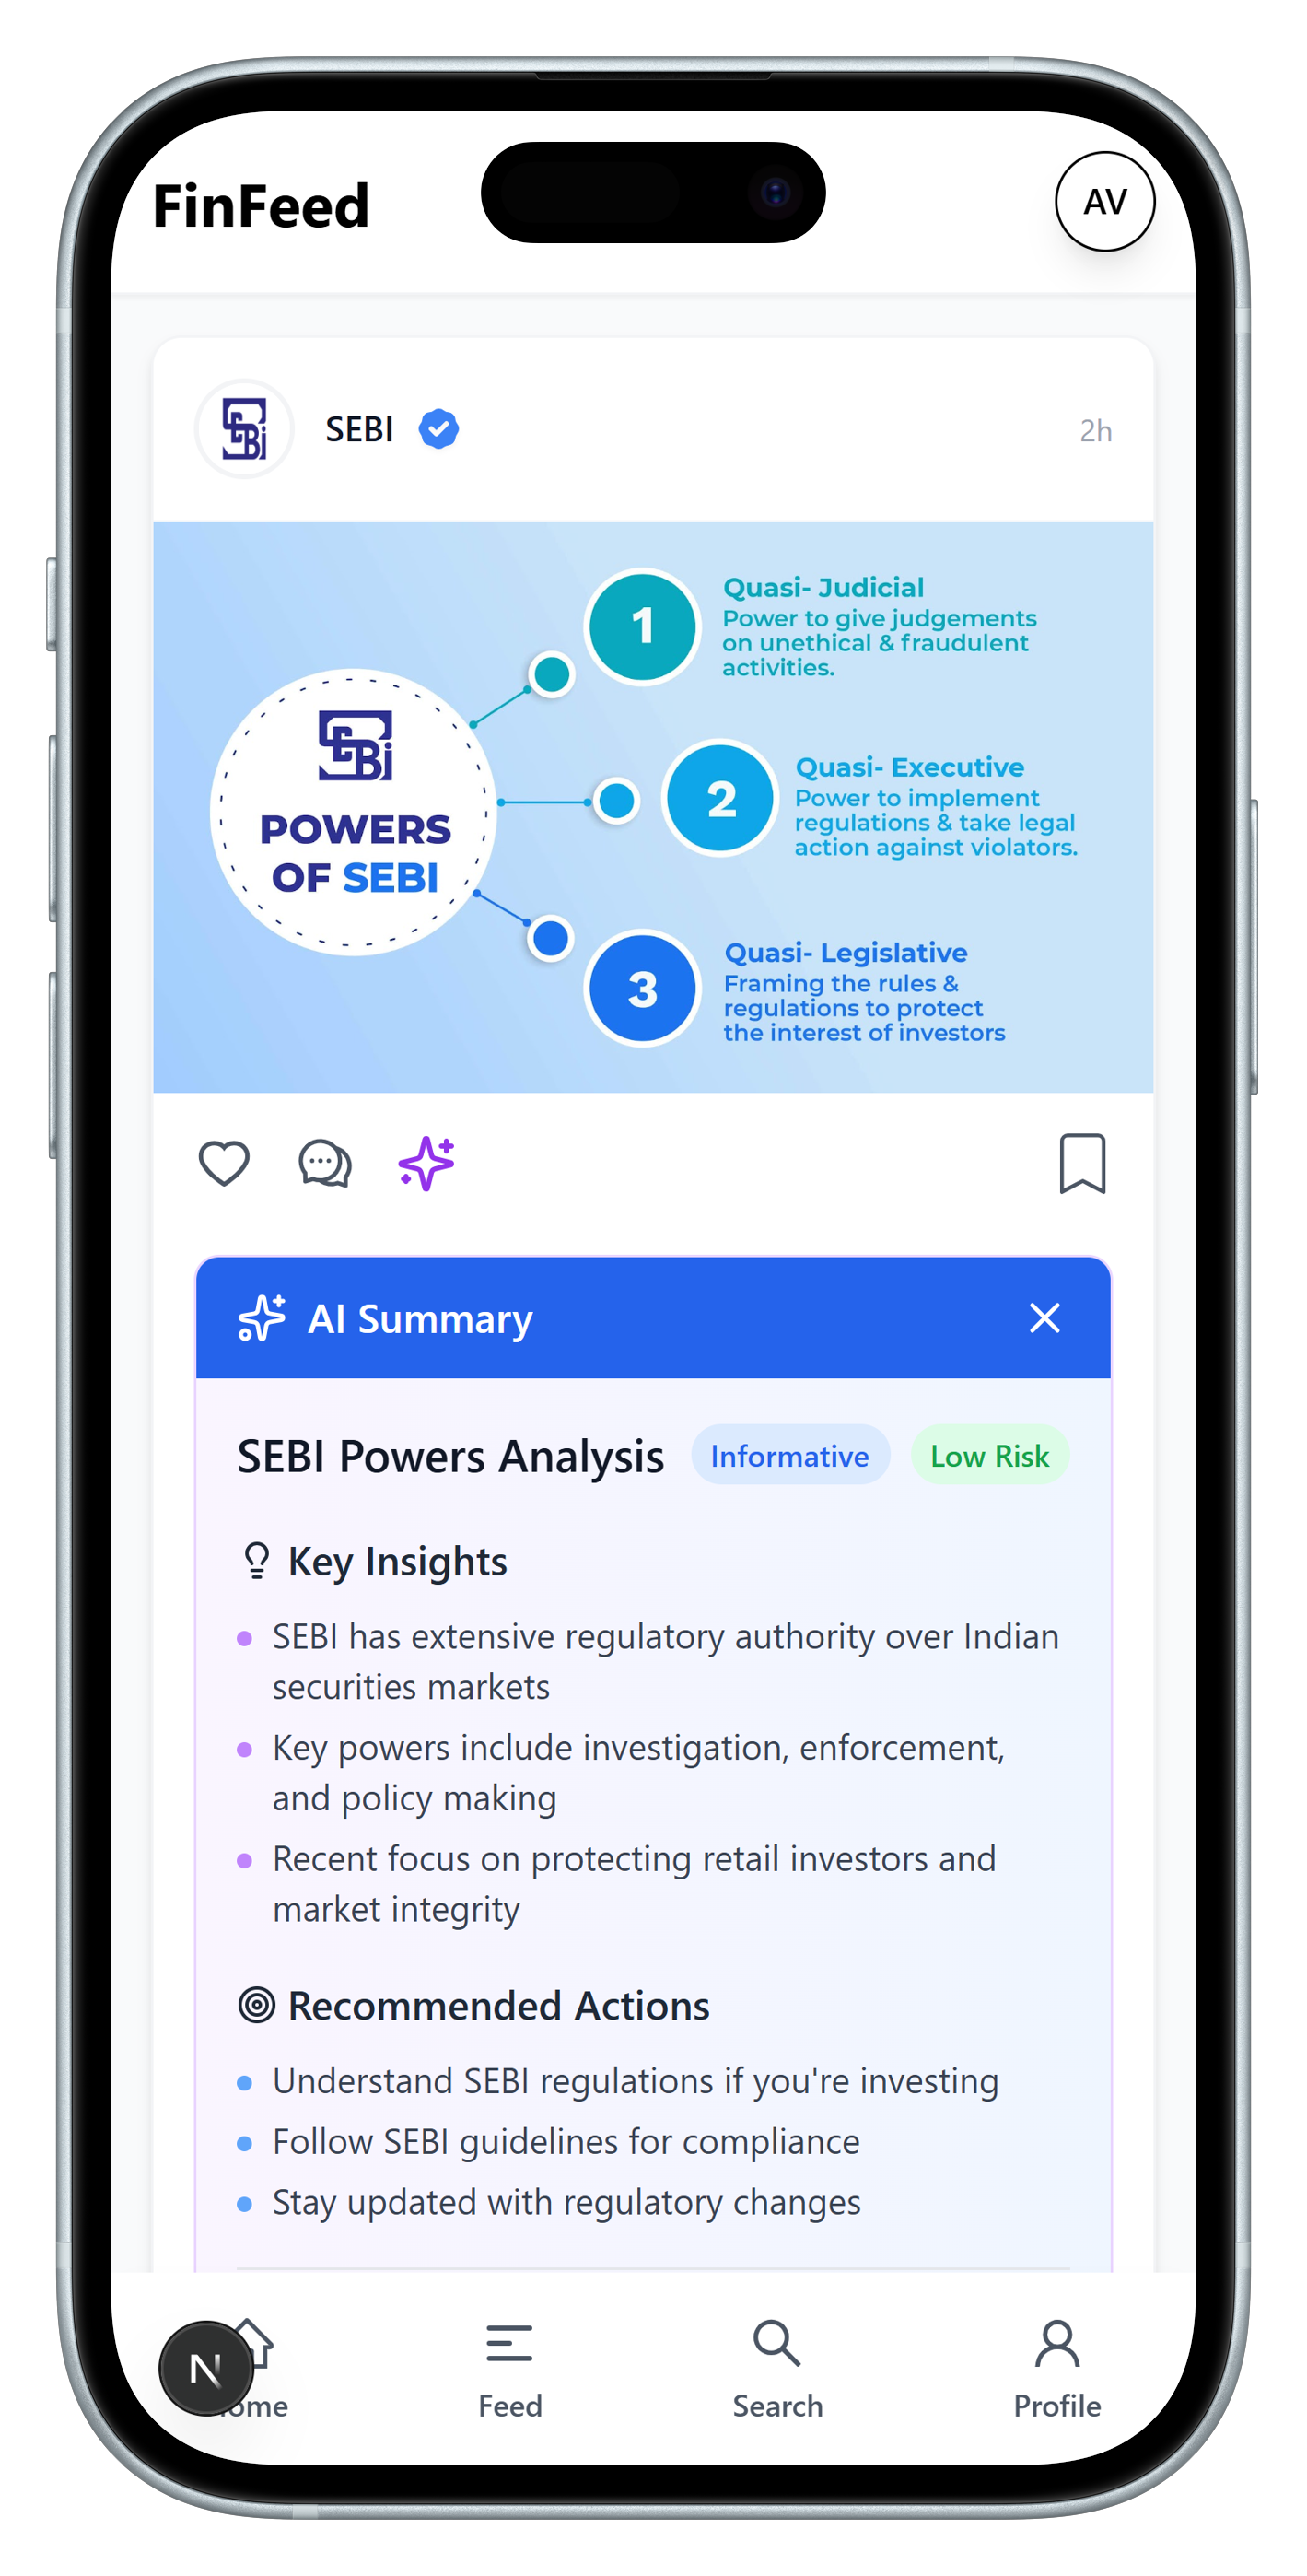 FinFeed
AV
SEBI
2h
SEBI
POWERS
OF SEBI
1
Quasi- Judicial
Power to give judgements
on unethical & fraudulent
activities.
2
Quasi- Executive
Power to implement
regulations & take legal
action against violators.
3
Quasi- Legislative
Framing the rules &
regulations to protect
the interest of investors
AI Summary
SEBI Powers Analysis
Informative
Low Risk
Key Insights
SEBI has extensive regulatory authority over Indian
securities markets
Key powers include investigation, enforcement,
and policy making
Recent focus on protecting retail investors and
market integrity
Recommended Actions
Understand SEBI regulations if you're investing
Follow SEBI guidelines for compliance
Stay updated with regulatory changes
N
ome
Feed
Search
Profile